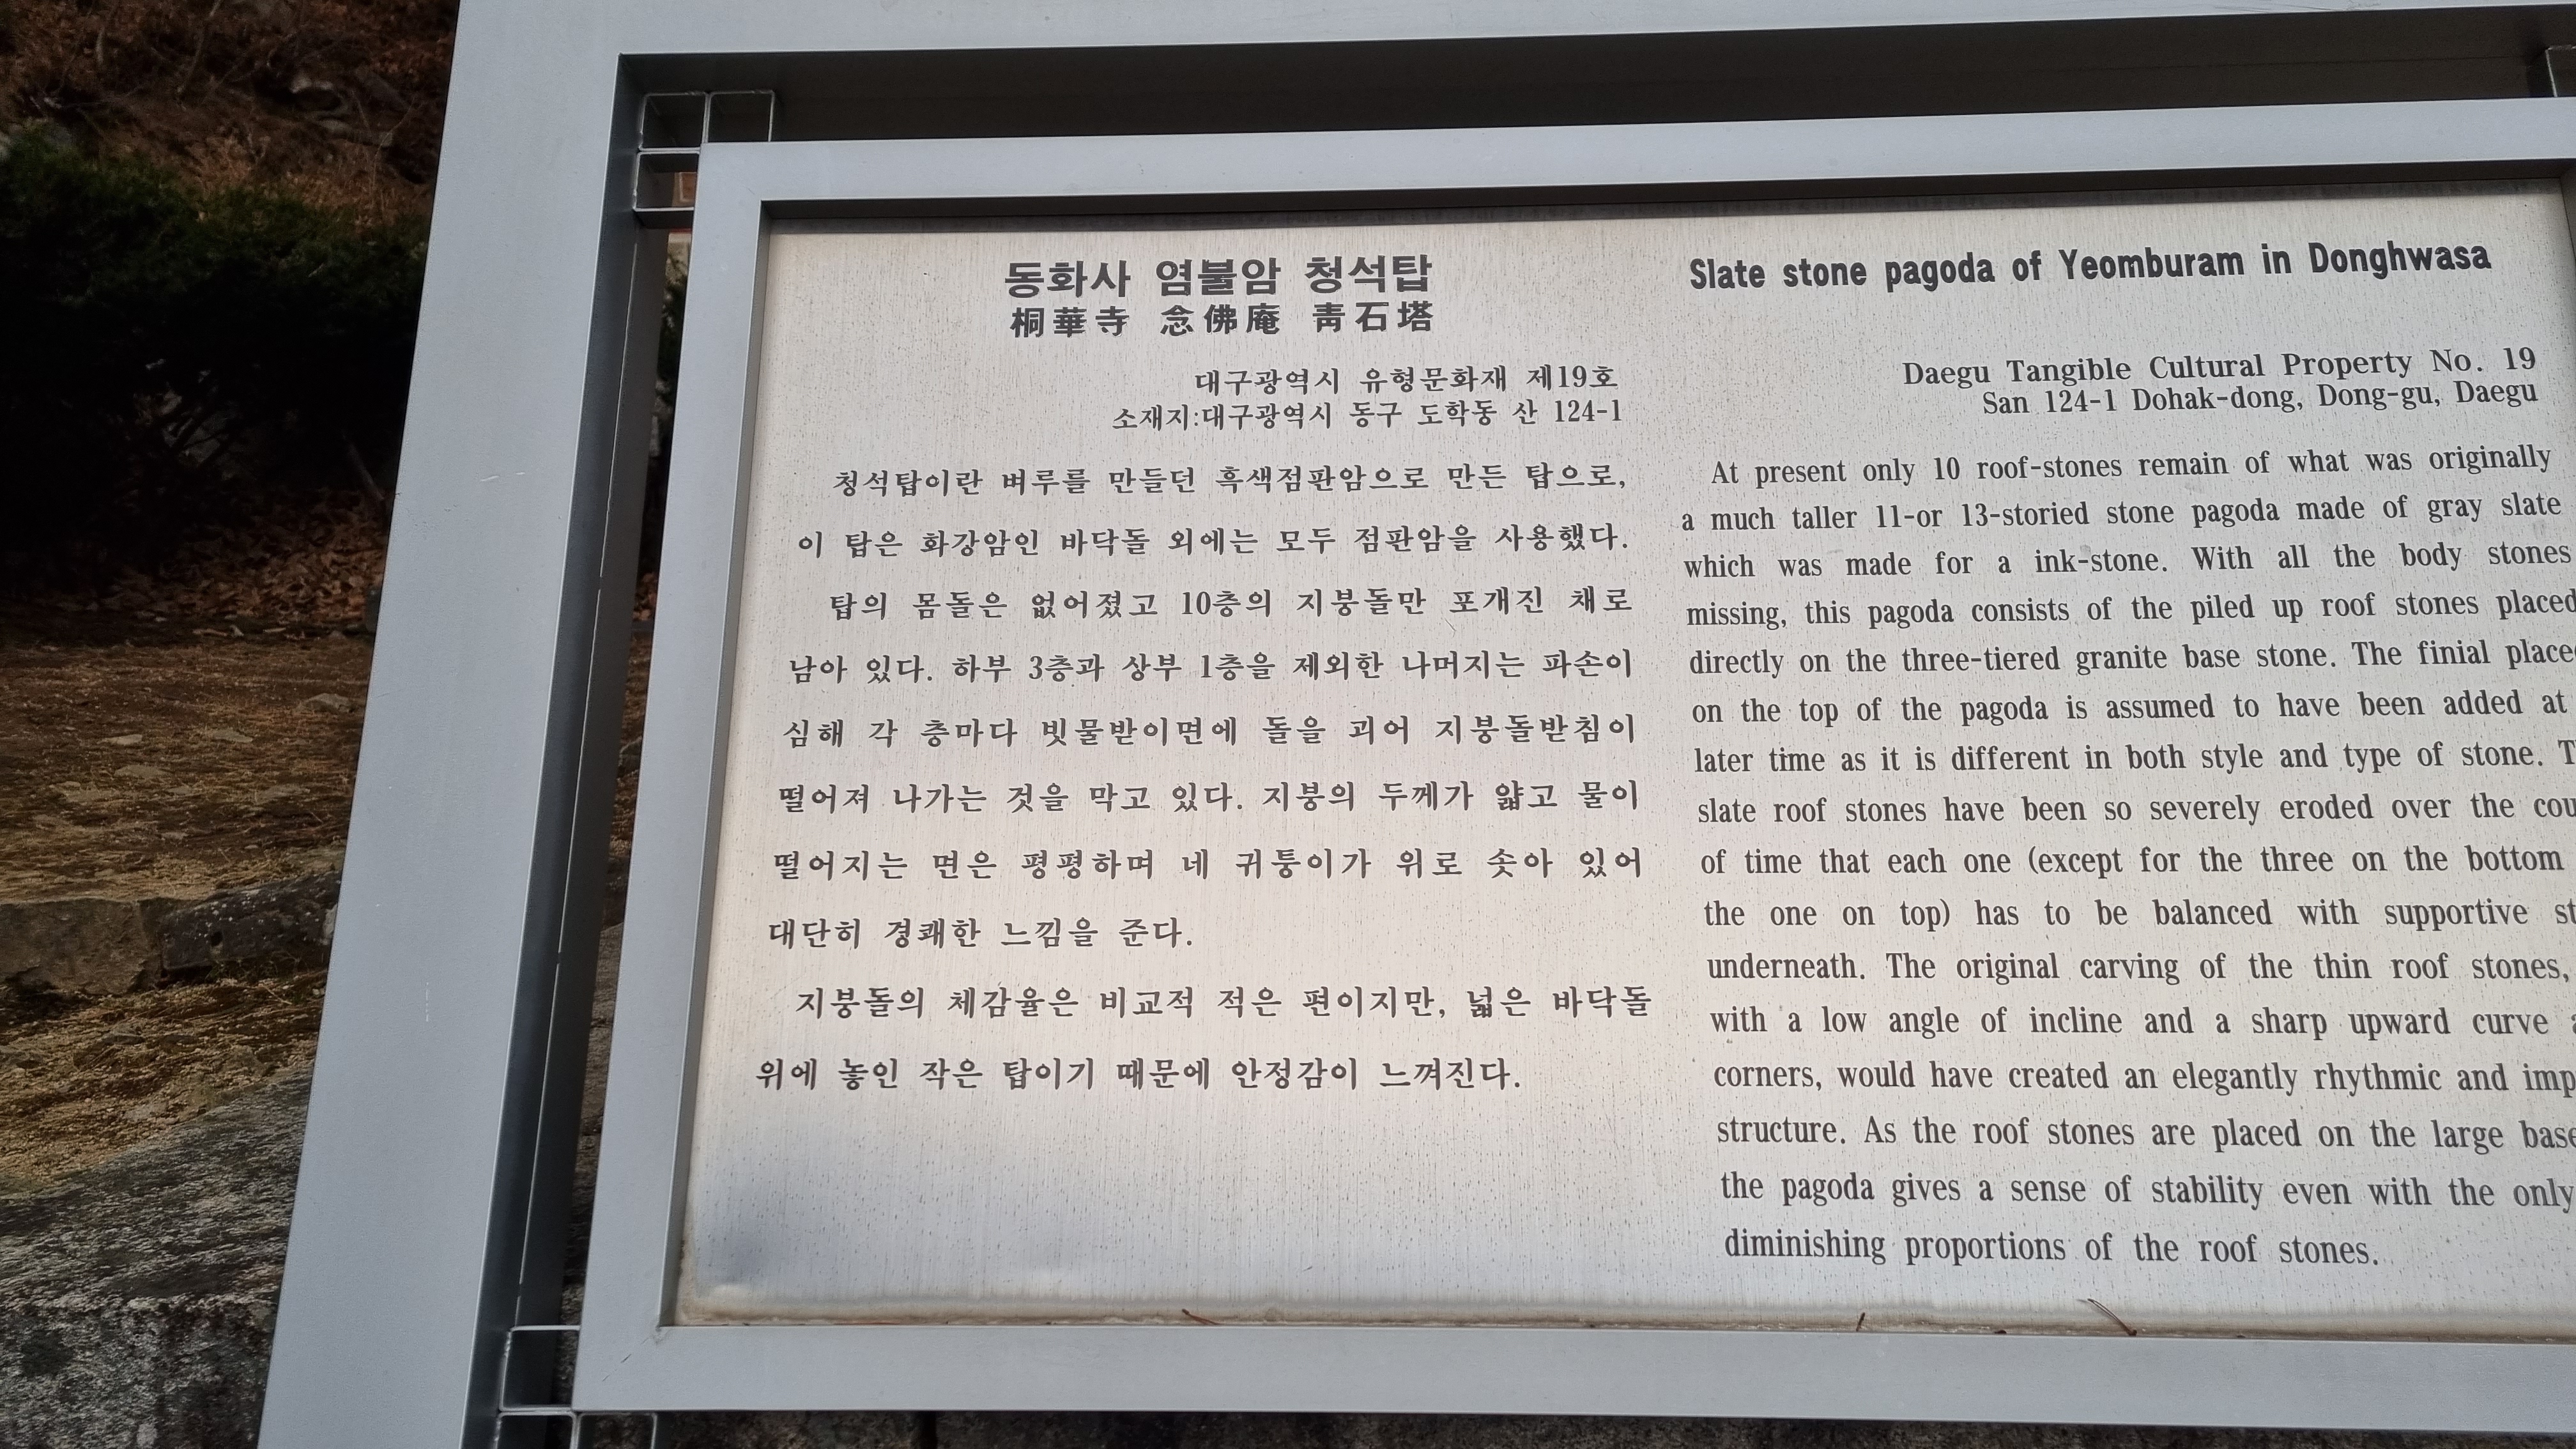 동화사 염불암 청석탑
桐華寺 念佛庵 靑石塔
대구광역시 유형문화재 제19호
소재지:대구광역시 동구 도학동 산 124-1
청석탑이란 벼루를 만들던 흑색점판암으로 만든 탑으로,
이 탑은 화강암인 바닥돌 외에는 모두 점판암을 사용했다.
탑의 몸돌은 없어졌고 10층의 지붕돌만 포개진 채로
남아 있다. 하부 3층과 상부 1층을 제외한 나머지는 파손이
심해 각 층마다 빗물받이면에 돌을 괴어 지붕돌받침이
떨어져 나가는 것을 막고 있다. 지붕의 두께가 얇고 물이
떨어지는 면은 평평하며 네 귀퉁이가 위로 솟아 있어
대단히 경쾌한 느낌을 준다.
지붕돌의 체감율은 비교적 적은 편이지만, 넓은 바닥돌
위에 놓인 작은 탑이기 때문에 안정감이 느껴진다.
Slate stone pagoda of Yeomburam in Donghwasa
Daegu Tangible Cultural Property No. 19
San 124-1 Dohak-dong, Dong-gu, Daegu
At present only 10 roof-stones remain of what was originally
a much taller 11-or 13-storied stone pagoda made of gray slate
which was made for a ink-stone. With all the body stones
missing, this pagoda consists of the piled up roof stones placed
directly on the three-tiered granite base stone. The finial
on the top of the pagoda is assumed to have been added at
later time as it is different in both style and type of stone.
slate roof stones have been so severely eroded over the
of time that each one (except for the three on the bottom
the one on top) has to be balanced with supportive
underneath. The original carving of the thin roof stones,
with a low angle of incline and a sharp upward curve
corners, would have created an elegantly rhythmic and
structure. As the roof stones are placed on the large
the pagoda gives a sense of stability even with the only
diminishing proportions of the roof stones.